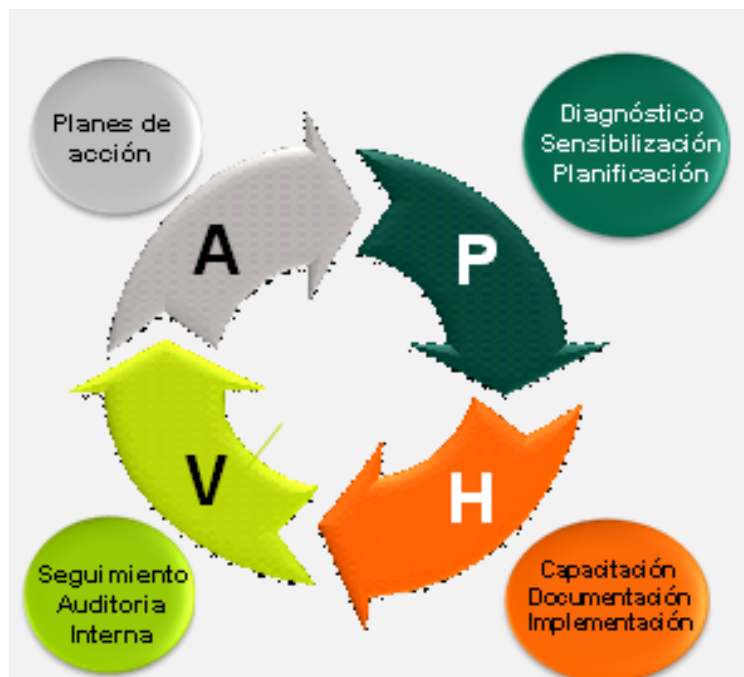 Planes de
acción
Diagnóstico
Sensibilización
Planificación
A
P
V
H
Seguimiento
Auditoria
Interna
Capacitación
Documentación
Implementación